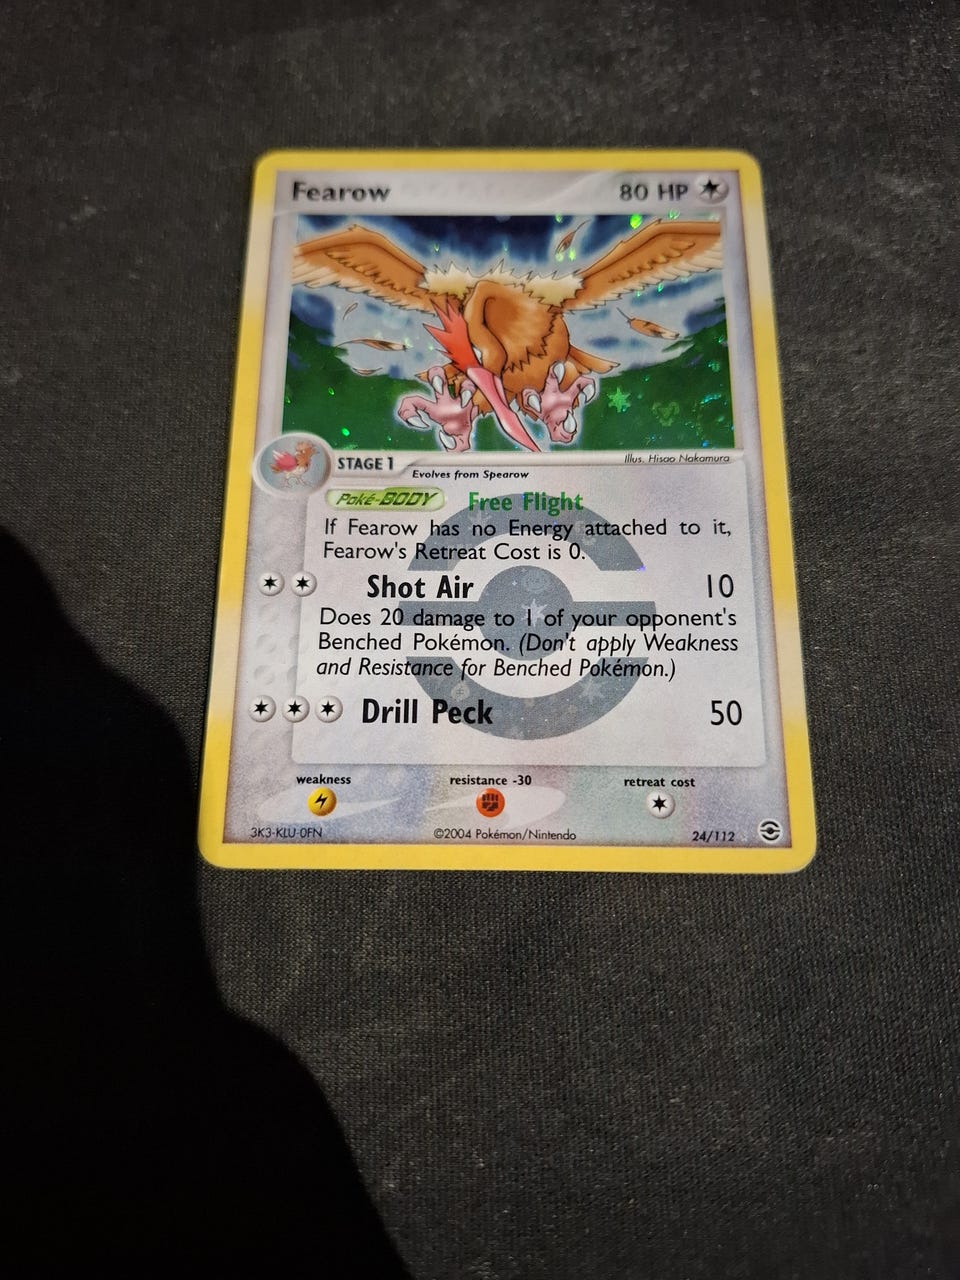 Fearow 80 HP
Illus. Hisao Nakamura
STAGE 1 Evolves from Spearow
Poké-BODY Free Flight
If Fearow has no Energy attached to it,
Fearow's Retreat Cost is 0.
Shot Air 10
Does 20 damage to 1 of your opponent's
Benched Pokémon. (Don't apply Weakness
and Resistance for Benched Pokémon.)
Drill Peck 50
weakness resistance -30 retreat cost
3K3-KLU-0FN ©2004 Pokémon/Nintendo 24/112